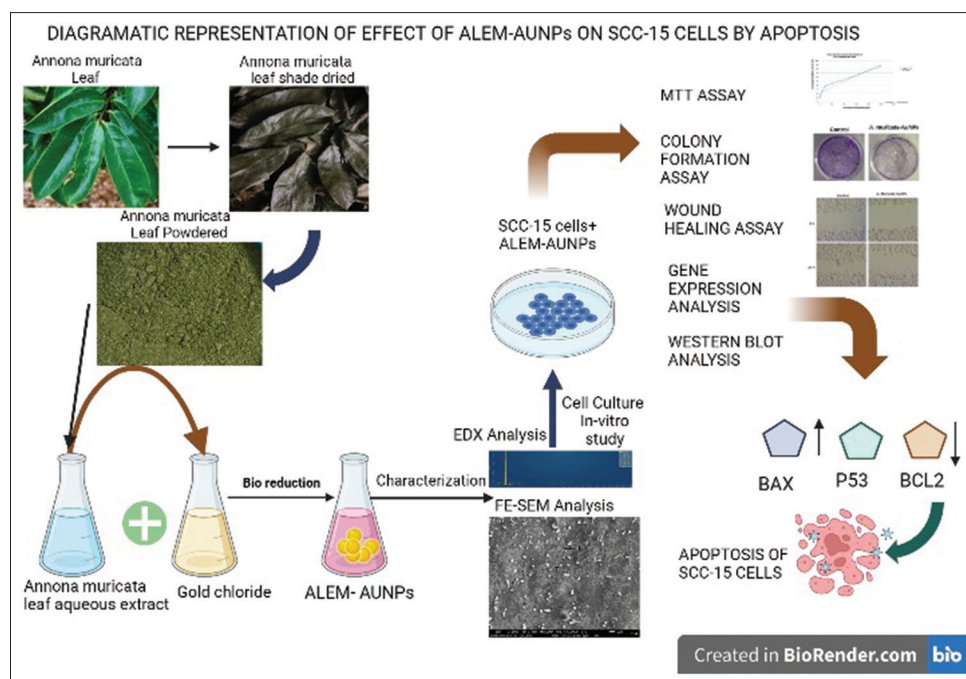 DIAGRAMATIC REPRESENTATION OF EFFECT OF ALEM-AUNPs ON SCC-15 CELLS BY APOPTOSIS
Annona muricata
Leaf
Annona muricata
leaf shade dried
Annona muricata
Leaf Powdered
Annona muricata
leaf aqueous extract
Gold chloride
Bio reduction
ALEM- AUNPs
Characterization
EDX Analysis
FE-SEM Analysis
Cell Culture
In-vitro
study
SCC-15 cells+
ALEM-AUNPs
MTT ASSAY
COLONY
FORMATION
ASSAY
Control
A. muricata-AuNPs
WOUND
HEALING ASSAY
GENE
EXPRESSION
ANALYSIS
WESTERN BLOT
ANALYSIS
BAX
P53
BCL2
APOPTOSIS OF
SCC-15 CELLS
Created in BioRender.com bio